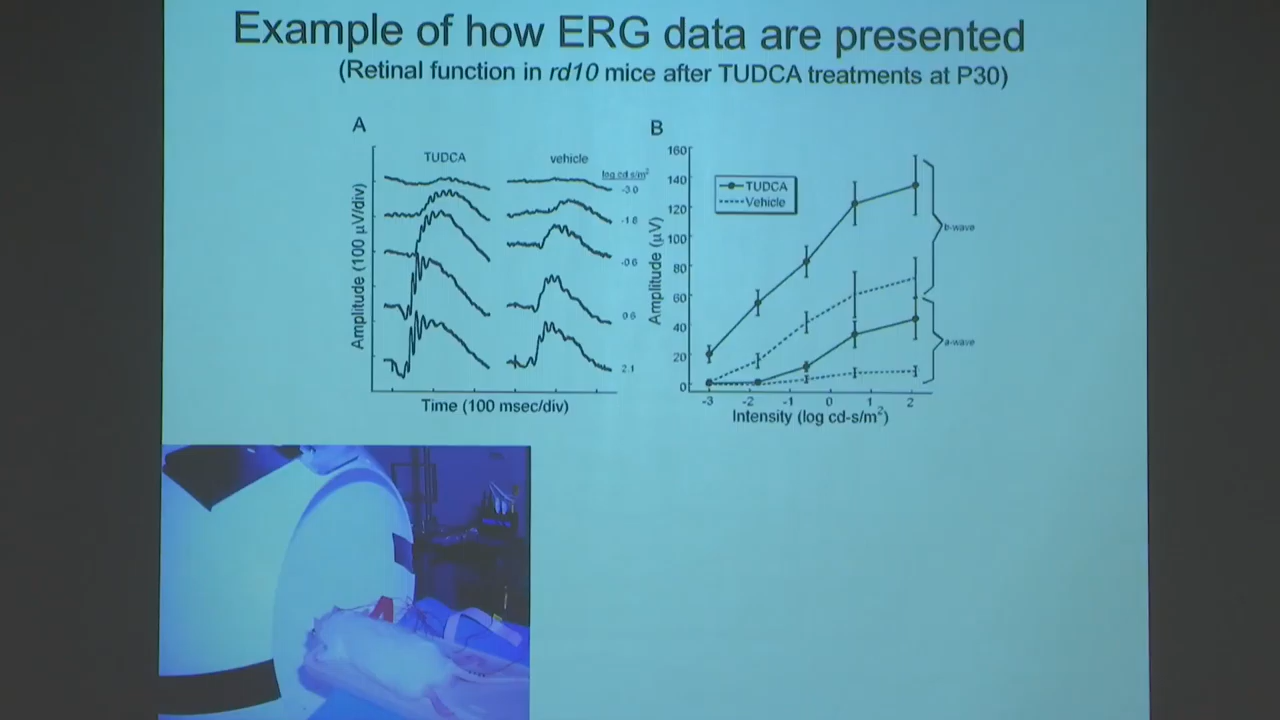 Example of how ERG data are presented
(Retinal function in rd10 mice after TUDCA treatments at P30)
A
TUDCA
vehicle
log cd s/m²
-3.0
-1.8
-0.6
0.6
2.1
Amplitude (100 µV/div)
Time (100 msec/div)
B
160
140
120
100
80
60
40
20
0
Amplitude (µV)
TUDCA
Vehicle
b-wave
a-wave
-3
-2
-1
0
1
2
Intensity (log cd-s/m²)